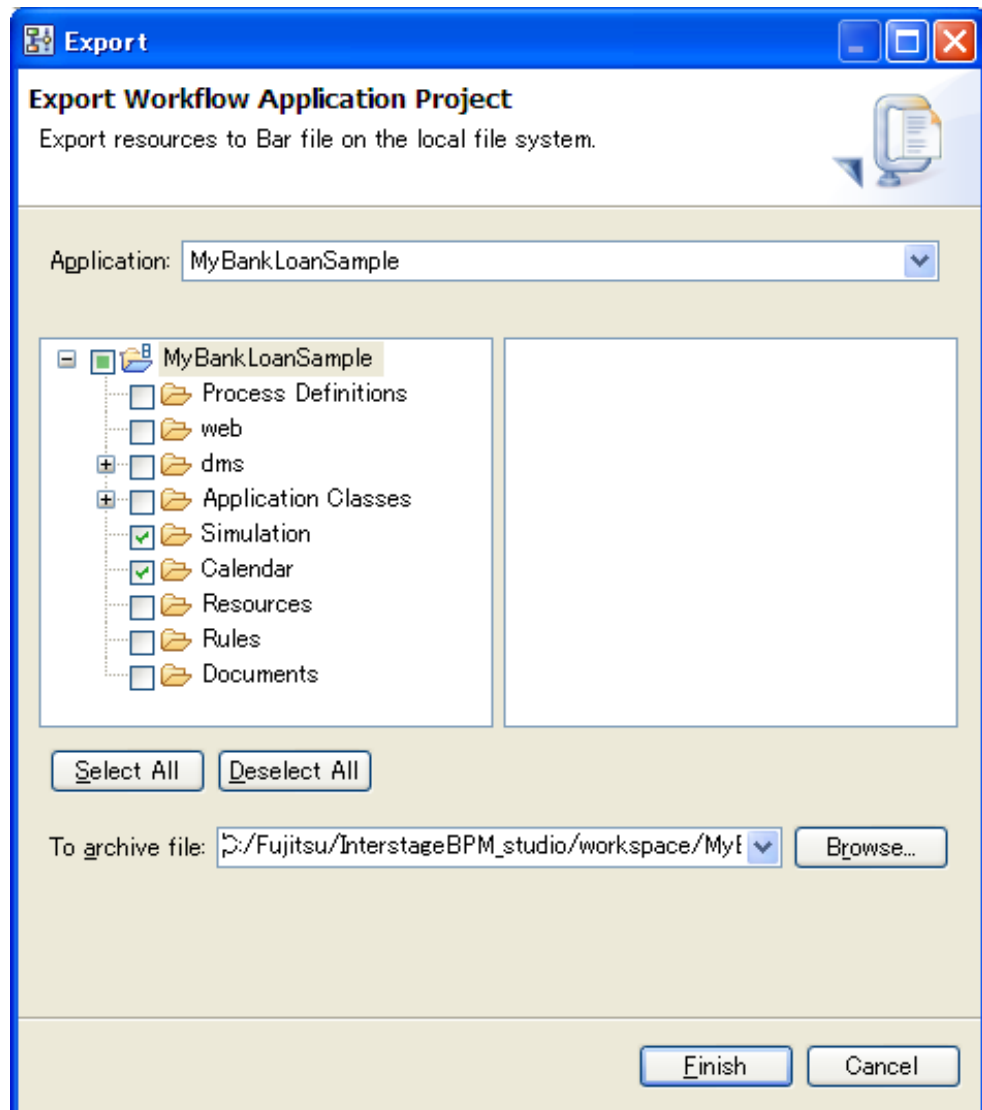 Export
Export Workflow Application Project
Export resources to Bar file on the local file system.
Application: MyBankLoanSample
MyBankLoanSample
Process Definitions
web
dms
Application Classes
Simulation
Calendar
Resources
Rules
Documents
Select All Deselect All
To archive file: :/Fujitsu/InterstageBPM_studio/workspace/My Browse...
Finish Cancel